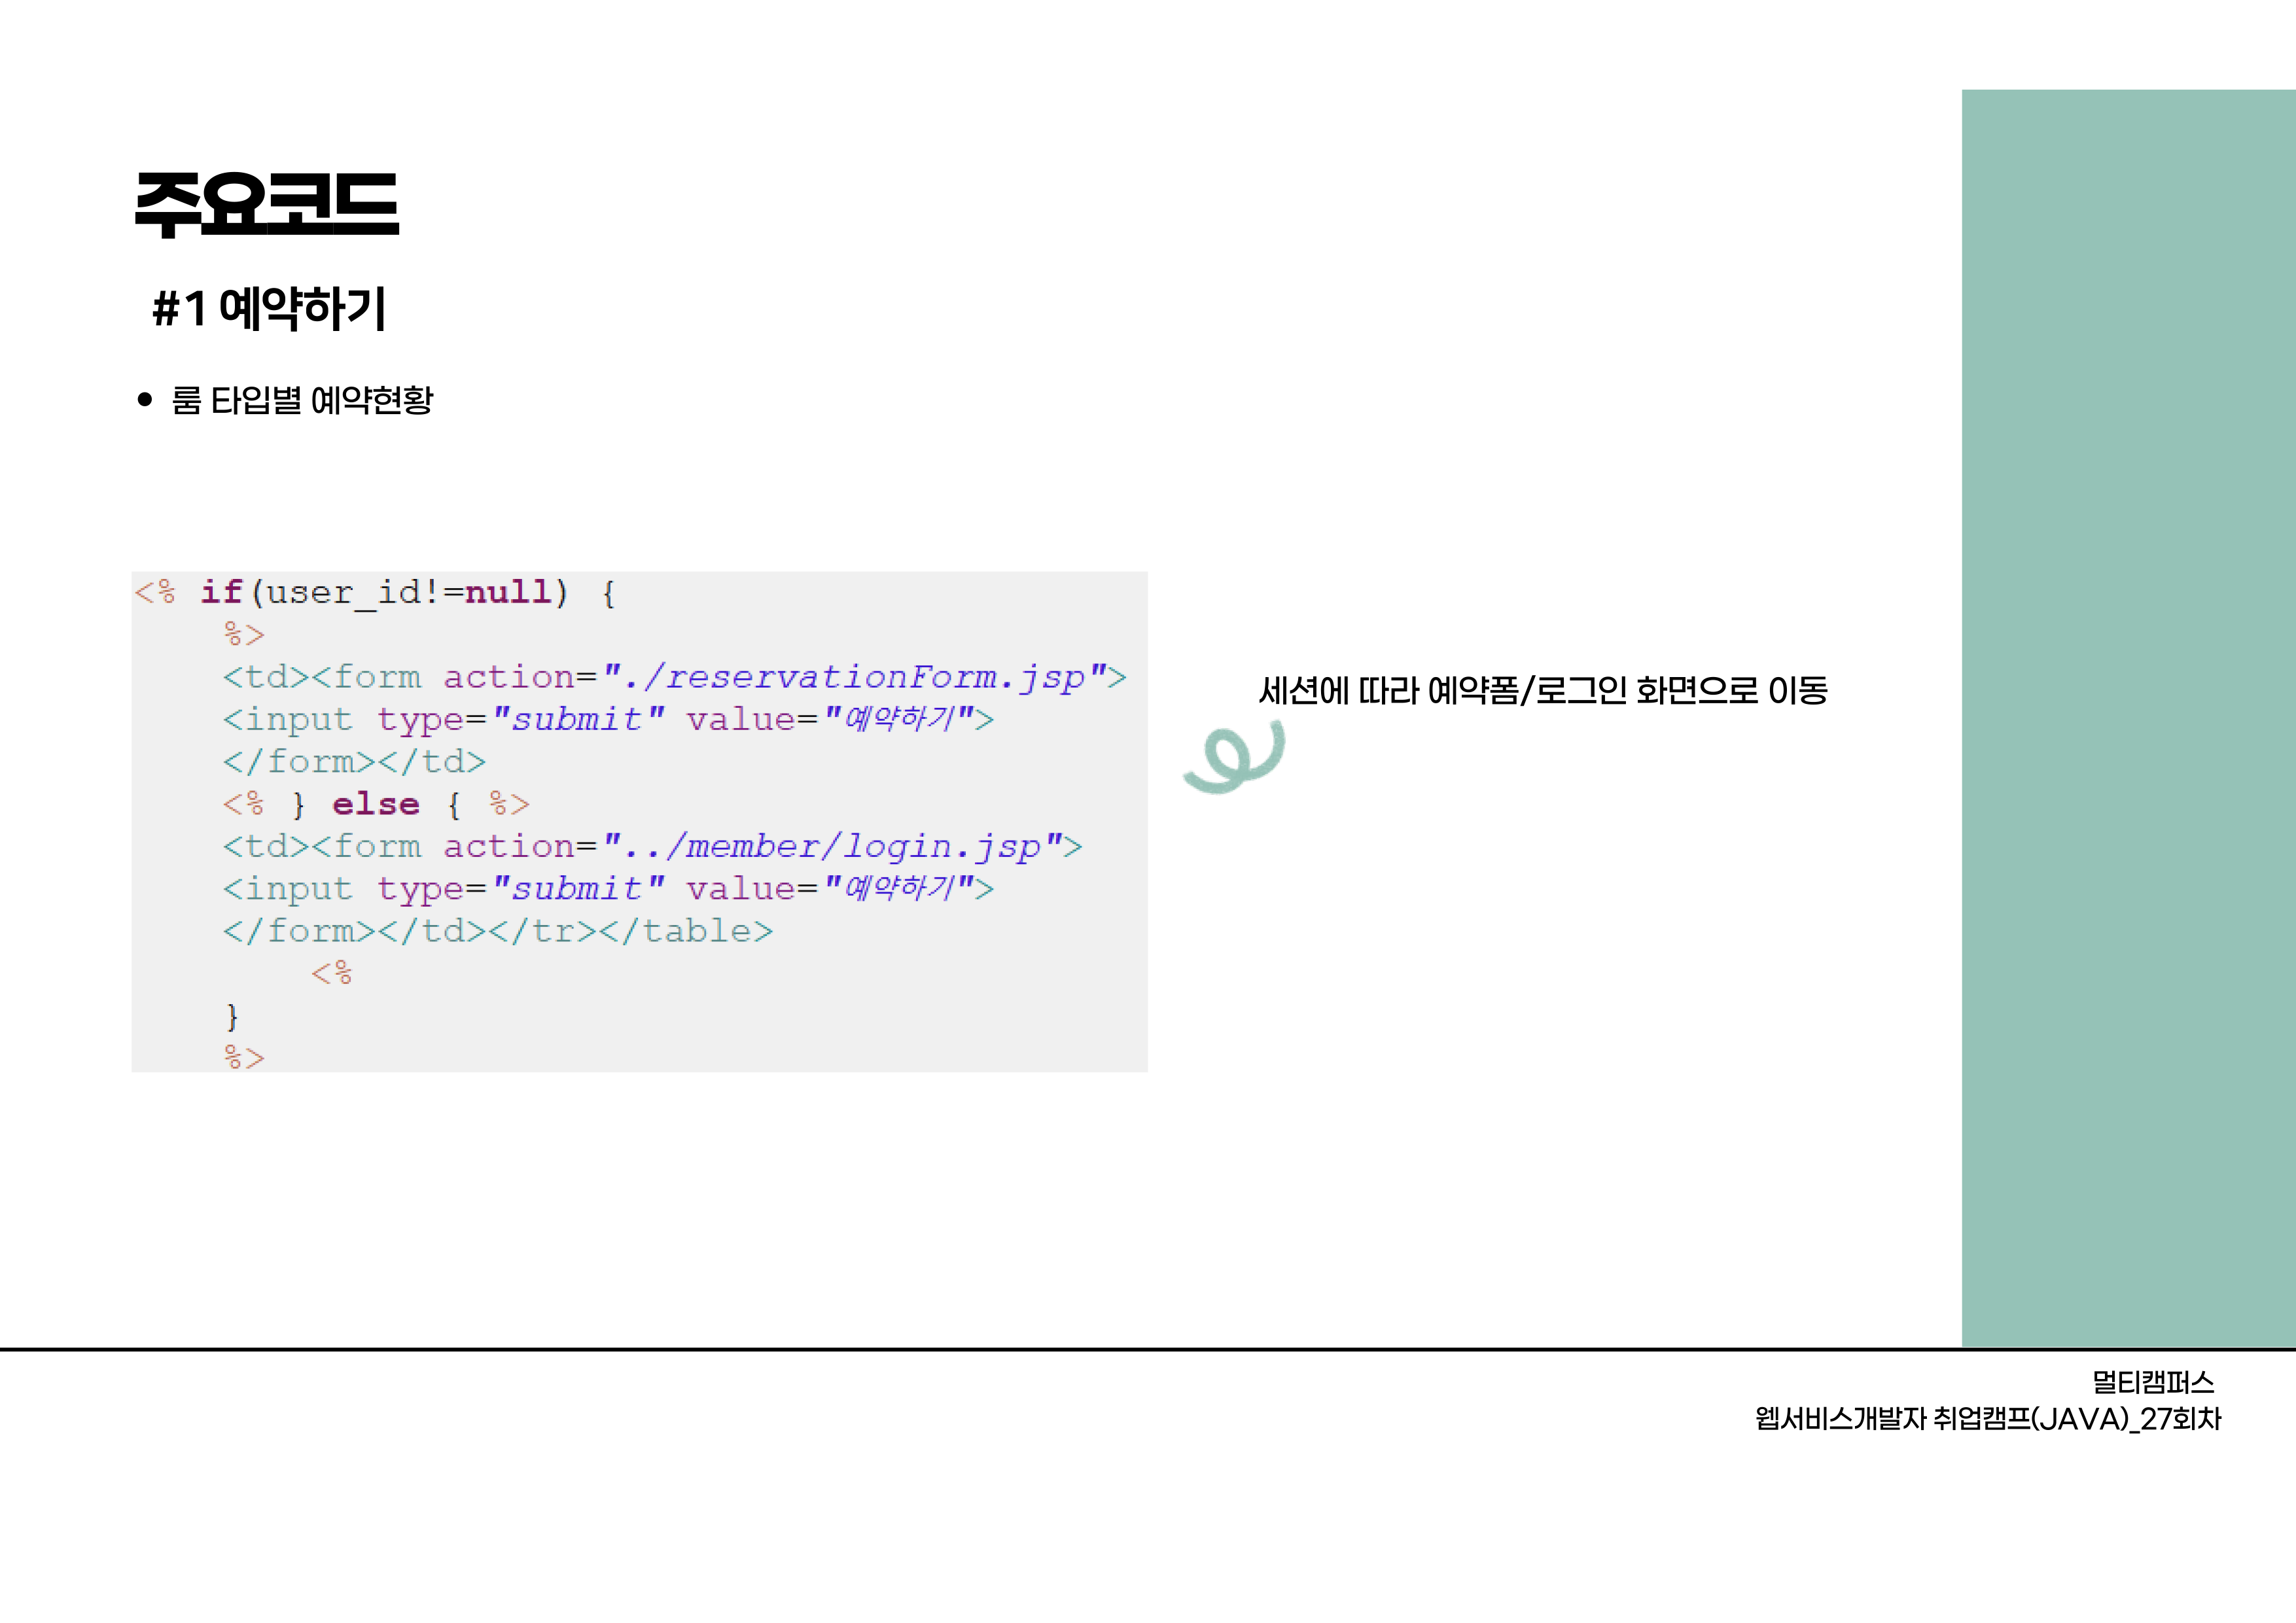 주요코드
#1 예약하기
• 룸 타입별 예약현황
<% if(user_id!=null) {
%>
<td><form action="./reservationForm.jsp">
<input type="submit" value="예약하기">
</form></td>
<% } else { %>
<td><form action="../member/login.jsp">
<input type="submit" value="예약하기">
</form></td></tr></table>
<%
}
%>
세션에 따라 예약폼/로그인 화면으로 이동
멀티캠퍼스
웹서비스개발자 취업캠프(JAVA)_27회차